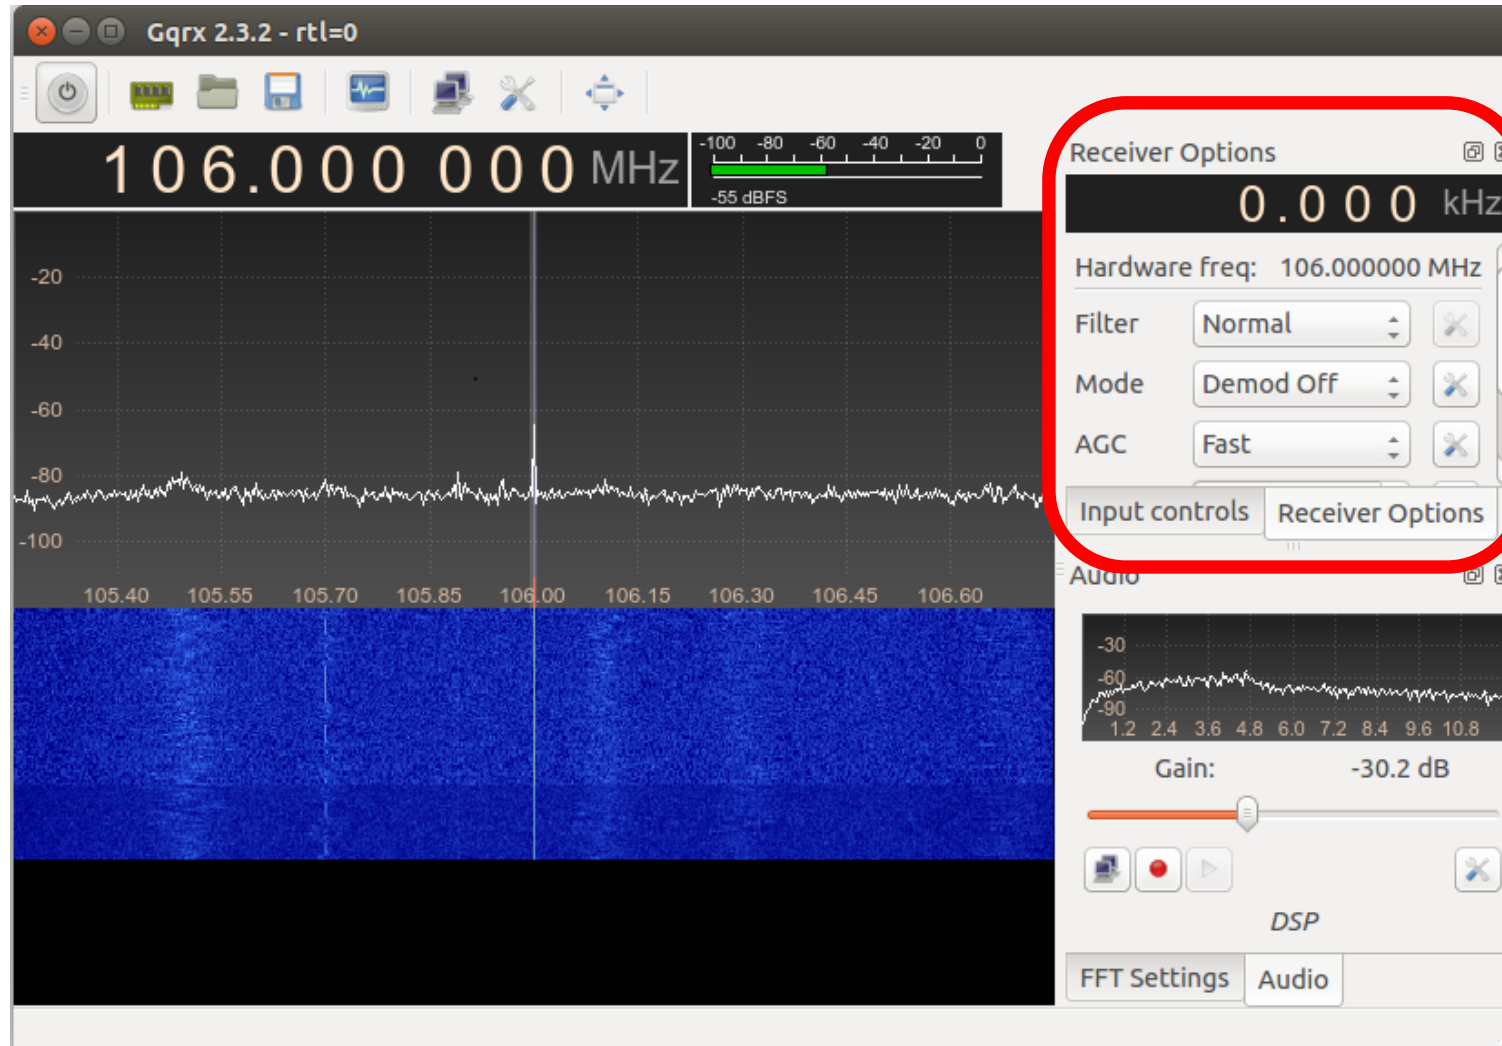 Gqrx 2.3.2 - rtl=0
106.000 000 MHz
-100 -80 -60 -40 -20 0
-55 dBFS
-20
-40
-60
-80
-100
105.40 105.55 105.70 105.85 106.00 106.15 106.30 106.45 106.60
Receiver Options
0.000 kHz
Hardware freq: 106.000000 MHz
Filter Normal
Mode Demod Off
AGC Fast
Input controls Receiver Options
Audio
-30
-60
-90
1.2 2.4 3.6 4.8 6.0 7.2 8.4 9.6 10.8
Gain: -30.2 dB
DSP
FFT Settings Audio